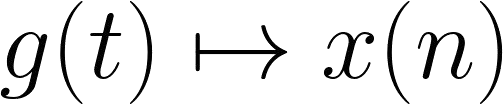 g(t) ↦ x(n)